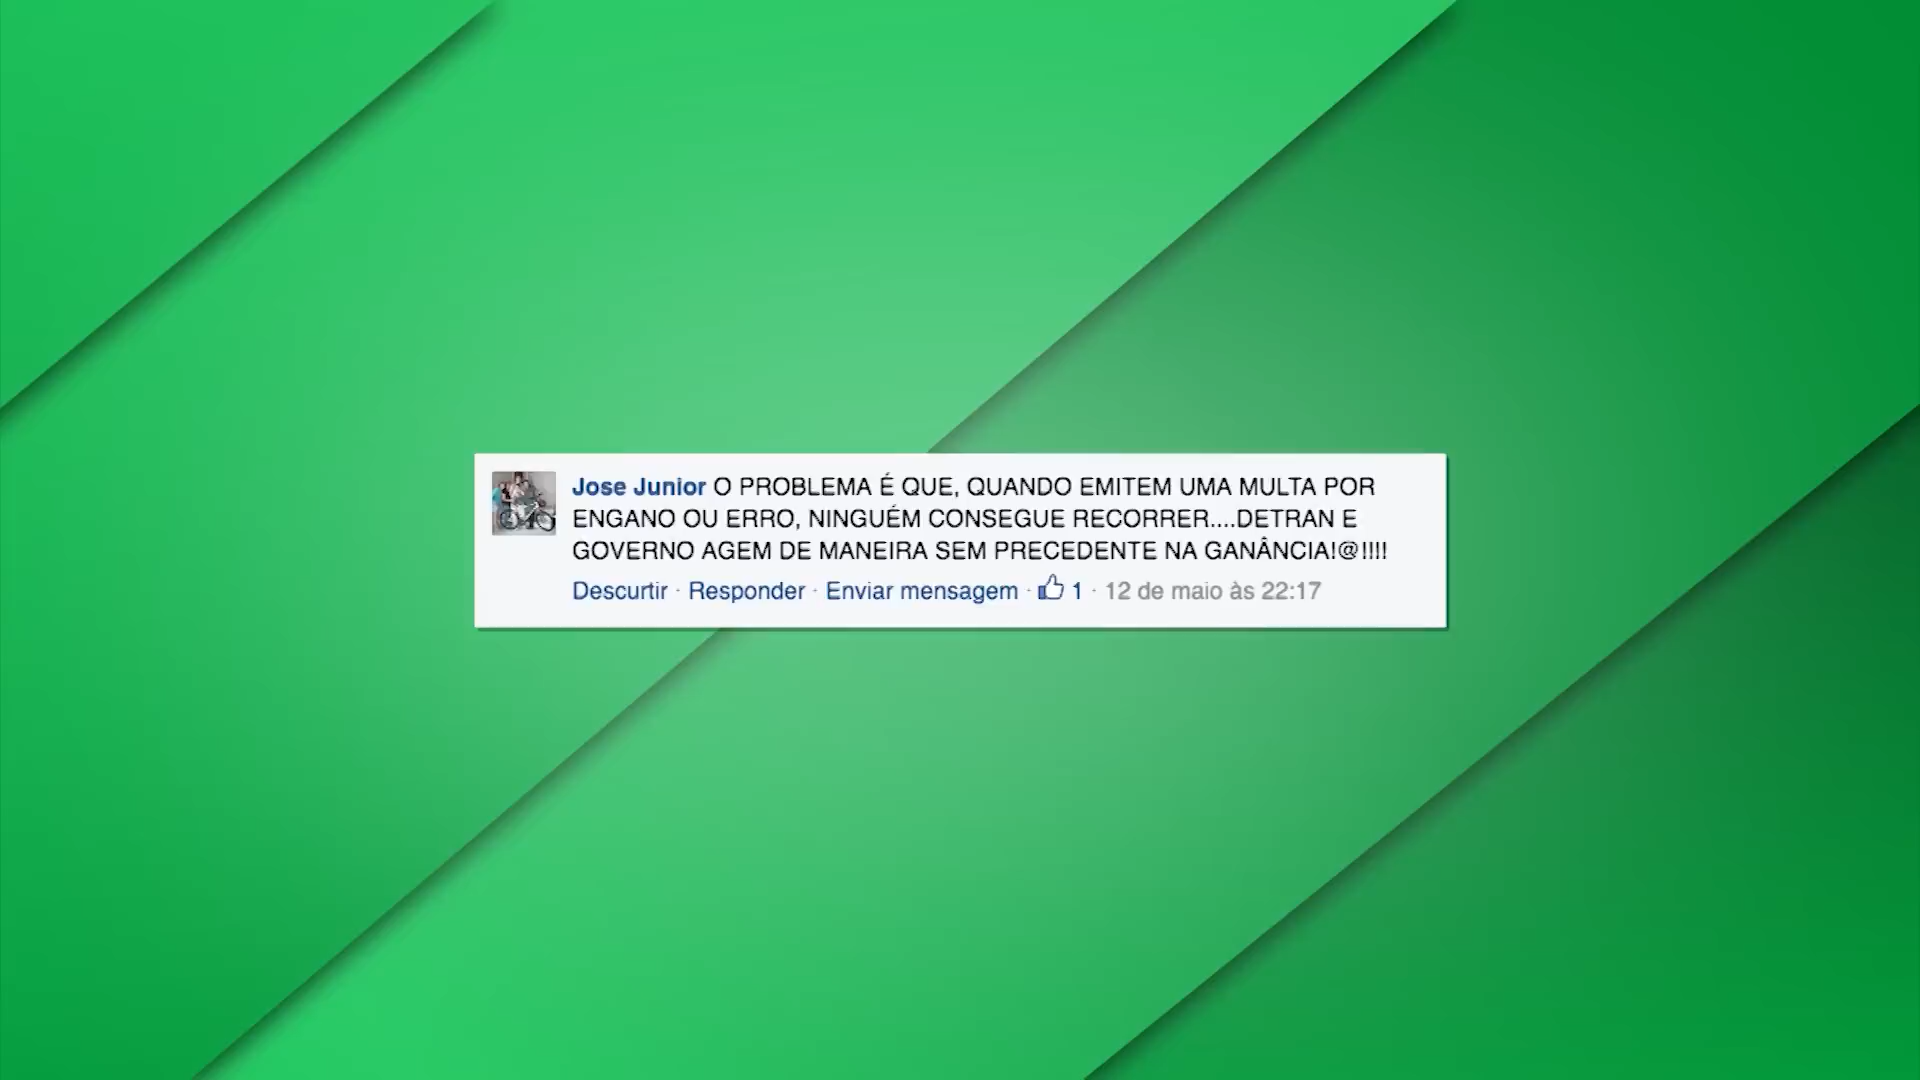 Jose Junior O PROBLEMA É QUE, QUANDO EMITEM UMA MULTA POR
ENGANO OU ERRO, NINGUÉM CONSEGUE RECORRER....DETRAN E
GOVERNO AGEM DE MANEIRA SEM PRECEDENTE NA GANÂNCIA!@!!!!
Descurtir · Responder · Enviar mensagem · 1 · 12 de maio às 22:17